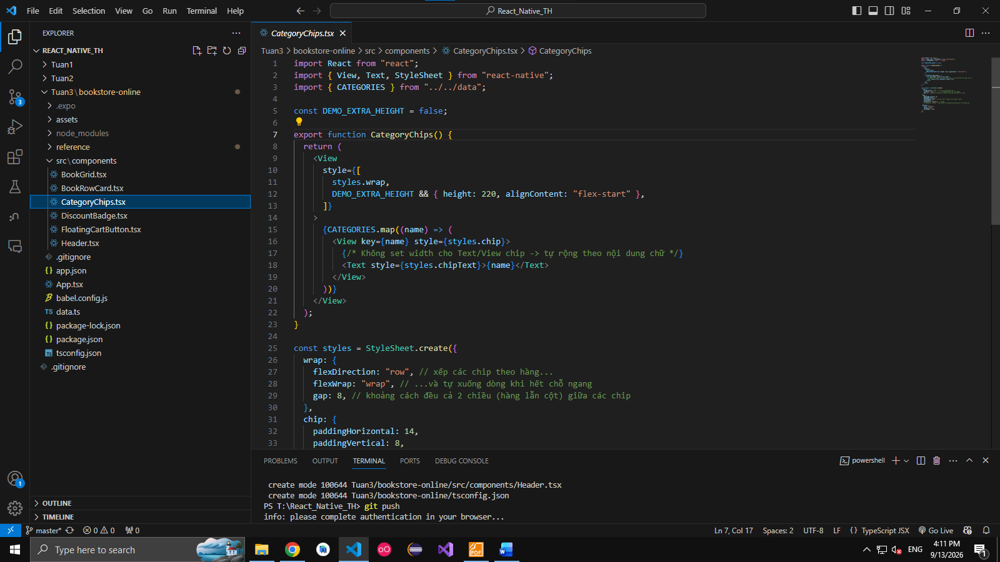 File Edit Selection View Go Run Terminal Help
React_Native_TH
EXPLORER
REACT_NATIVE_TH
Tuan1
Tuan2
Tuan3\bookstore-online
.expo
assets
node_modules
reference
src\components
BookGrid.tsx
BookRowCard.tsx
CategoryChips.tsx
DiscountBadge.tsx
FloatingCartButton.tsx
Header.tsx
.gitignore
app.json
App.tsx
babel.config.js
TS data.ts
package-lock.json
package.json
tsconfig.json
.gitignore
OUTLINE
TIMELINE
3
1
CategoryChips.tsx
Tuan3 > bookstore-online > src > components > CategoryChips.tsx > CategoryChips
1 import React from "react";
2 import { View, Text, StyleSheet } from "react-native";
3 import { CATEGORIES } from "../../data";
4
5 const DEMO_EXTRA_HEIGHT = false;
6
7 export function CategoryChips() {
8 return (
9 <View
10 style={[
11 styles.wrap,
12 DEMO_EXTRA_HEIGHT && { height: 220, alignContent: "flex-start" },
13 ]}
14 >
15 {CATEGORIES.map((name) => (
16 <View key={name} style={styles.chip}>
17 {/* Không set width cho Text/View chip -> tự rộng theo nội dung chữ */}
18 <Text style={styles.chipText}>{name}</Text>
19 </View>
20 ))}
21 </View>
22 );
23 }
24
25 const styles = StyleSheet.create({
26 wrap: {
27 flexDirection: "row", // xếp các chip theo hàng...
28 flexWrap: "wrap", // ...và tự xuống dòng khi hết chỗ ngang
29 gap: 8, // khoảng cách đều cả 2 chiều (hàng lẫn cột) giữa các chip
30 },
31 chip: {
32 paddingHorizontal: 14,
33 paddingVertical: 8,
PROBLEMS OUTPUT TERMINAL PORTS DEBUG CONSOLE
powershell
create mode 100644 Tuan3/bookstore-online/src/components/Header.tsx
create mode 100644 Tuan3/bookstore-online/tsconfig.json
PS T:\React_Native_TH> git push
info: please complete authentication in your browser...
master* 0 0 0
Ln 7, Col 17 Spaces: 2 UTF-8 LF {} TypeScript JSX Go Live
Type here to search
PDF
ENG
4:11 PM
9/13/2026
1